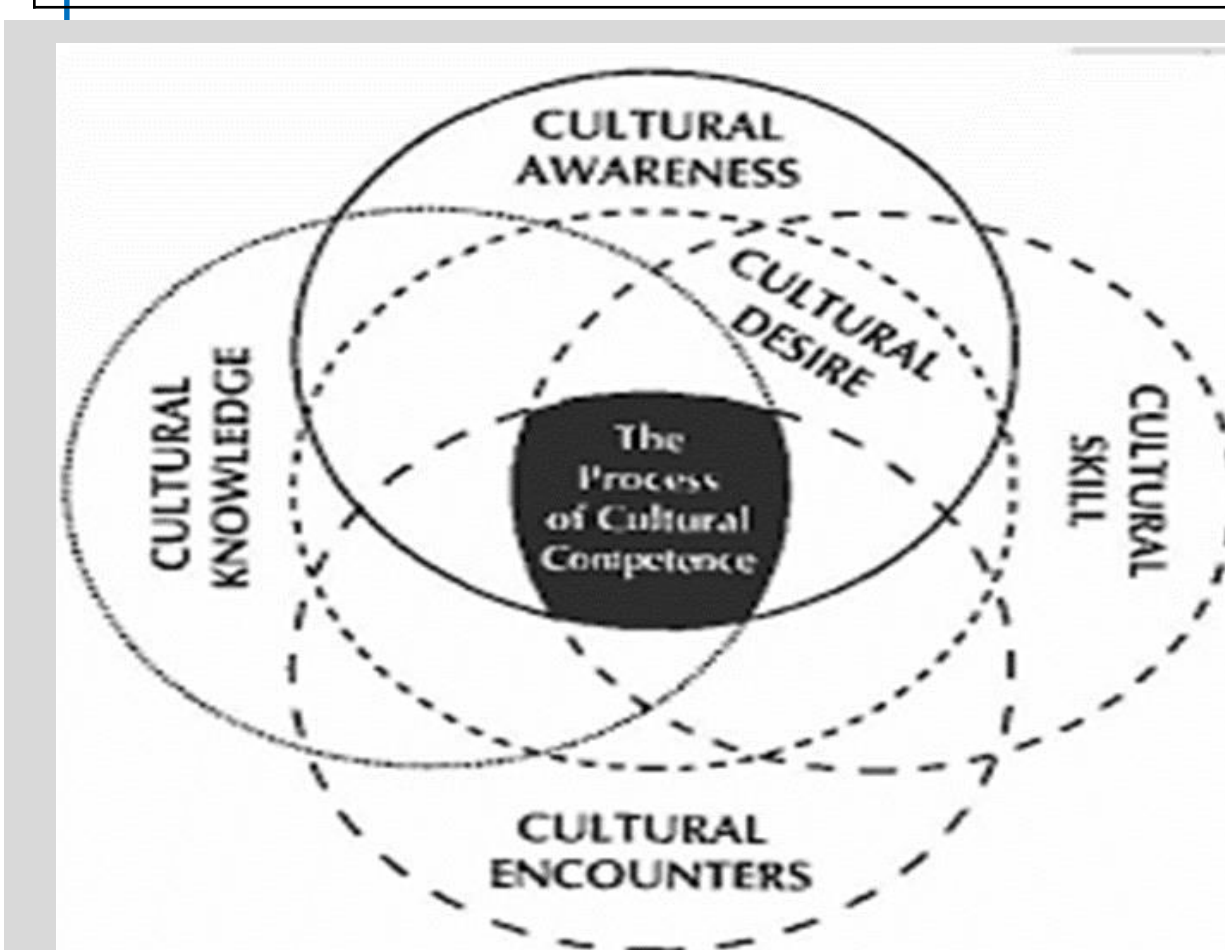 CULTURAL
AWARENESS
CULTURAL
DESIRE
CULTURAL
KNOWLEDGE
The
Process
of Cultural
Competence
CULTURAL
SKILL
CULTURAL
ENCOUNTERS